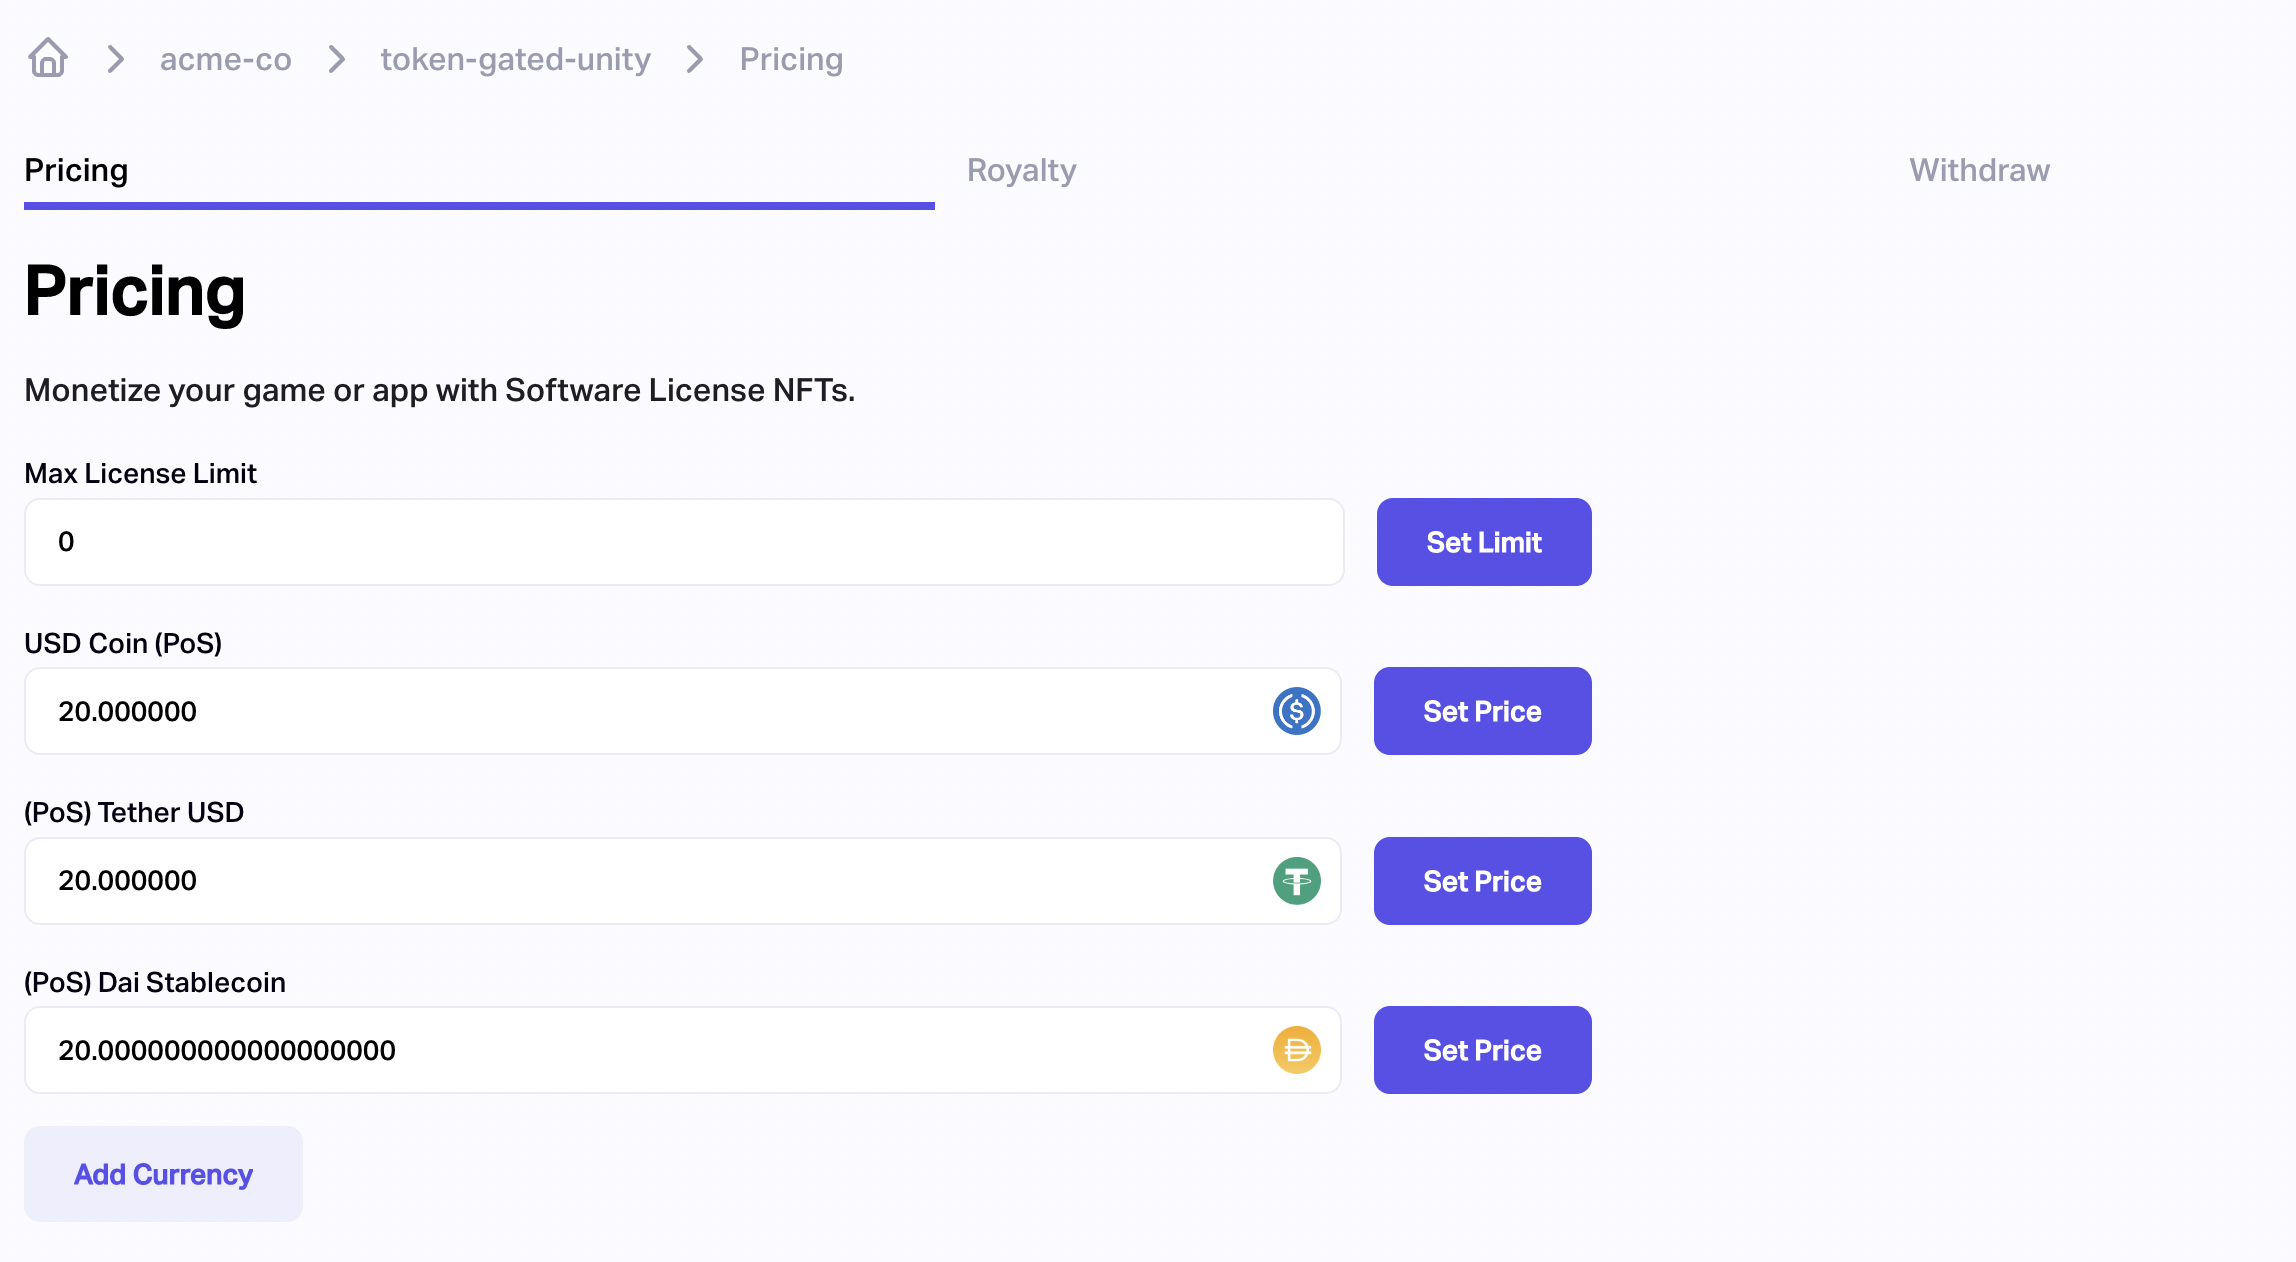 acme-co > token-gated-unity > Pricing
Pricing Royalty Withdraw
Pricing
Monetize your game or app with Software License NFTs.
Max License Limit
0 Set Limit
USD Coin (PoS)
20.000000 Set Price
(PoS) Tether USD
20.000000 Set Price
(PoS) Dai Stablecoin
20.000000000000000000 Set Price
Add Currency